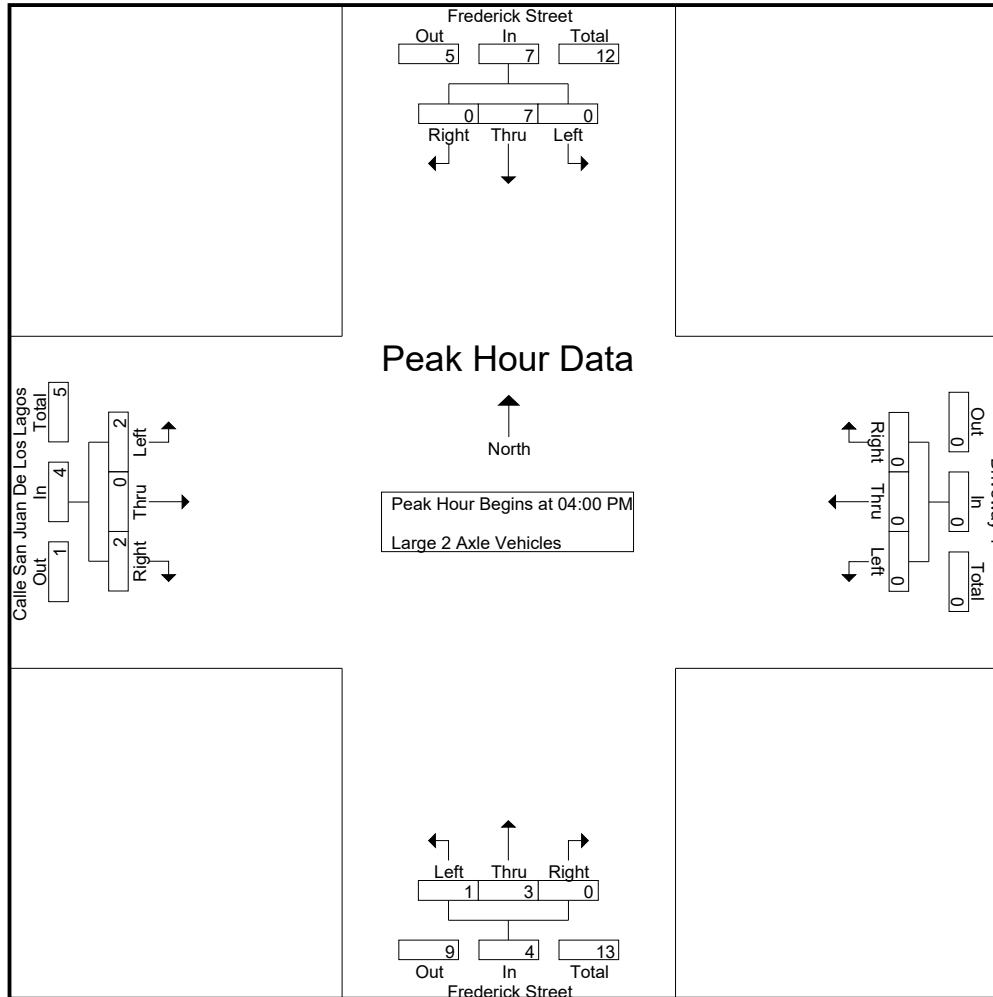 Frederick Street
Out In Total
5 7 12
0 7 0
Right Thru Left
Peak Hour Data
North
Peak Hour Begins at 04:00 PM
Large 2 Axle Vehicles
Calle San Juan De Los Lagos
Total In Out
5 4 1
2 0 2
Left Thru Right
Right Thru Left
0 0 0
Out In Total
0 0 0
Left Thru Right
1 3 0
9 4 13
Out In Total
Frederick Street